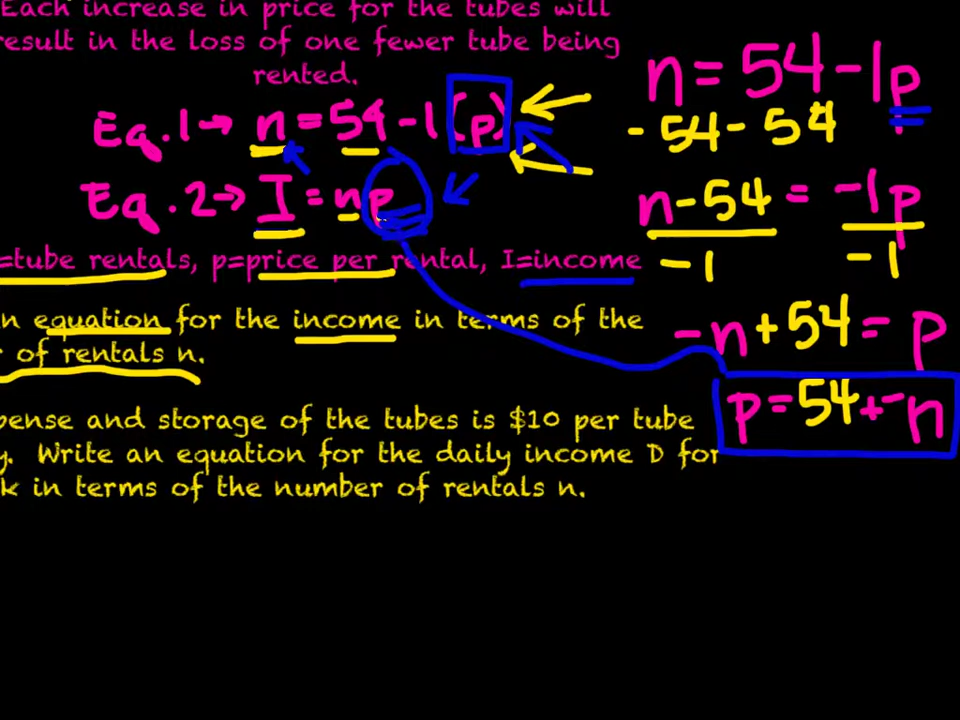 Each increase in price for the tubes will
result in the loss of one fewer tube being
rented.
Eq.1→ n = 54 - 1(p)
Eq.2→ I = np
=tube rentals, p=price per rental, I=income
n equation for the income in terms of the
r of rentals n.
pense and storage of the tubes is $10 per tube
y. Write an equation for the daily income D for
k in terms of the number of rentals n.
n = 54 - 1p
- 54 - 54
n - 54 = -1p
-1 -1
-n + 54 = p
p = 54 + -n